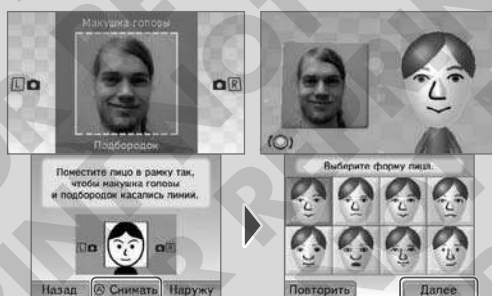 Макушка головы
L
R
Подбородок
Поместите лицо в рамку так,
чтобы макушка головы
и подбородок касались линий.
L
R
Назад
Ⓐ Снимать
Наружу
Выберите форму лица.
Повторить
Далее